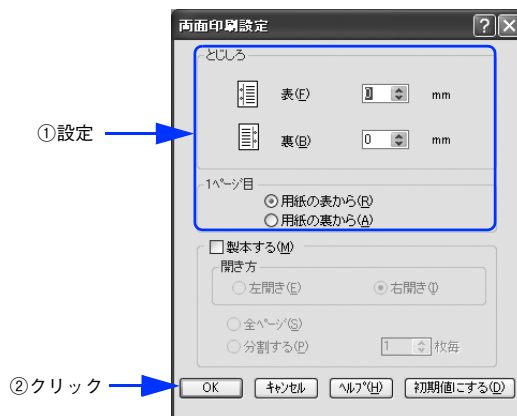 両面印刷設定
とじしろ
表(F) 0 mm
①設定
裏(B) 0 mm
1ページ目
用紙の表から(R)
用紙の裏から(A)
製本する(M)
開き方
左開き(E) 右開き(I)
全ページ(S)
分割する(P) 1 枚毎
②クリック OK キャンセル ヘルプ(H) 初期値にする(D)